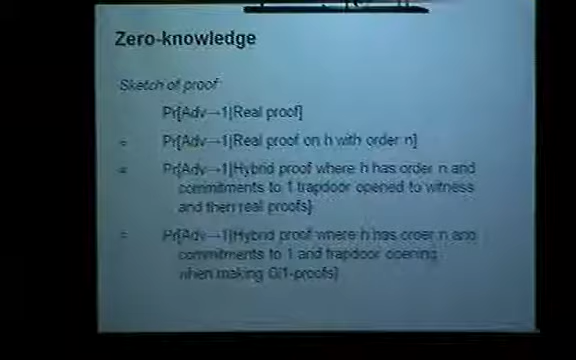 Zero-knowledge
Sketch of proof
Pr[Adv→1|Real proof]
Pr[Adv→1|Real proof on h with order n]
Pr[Adv→1|Hybrid proof where h has order n and
commitments to 1 trapdoor opened to witness
and then real proofs]
Pr[Adv→1|Hybrid proof where h has order n and
commitments to 1 and trapdoor opening
when making 0/1-proofs]